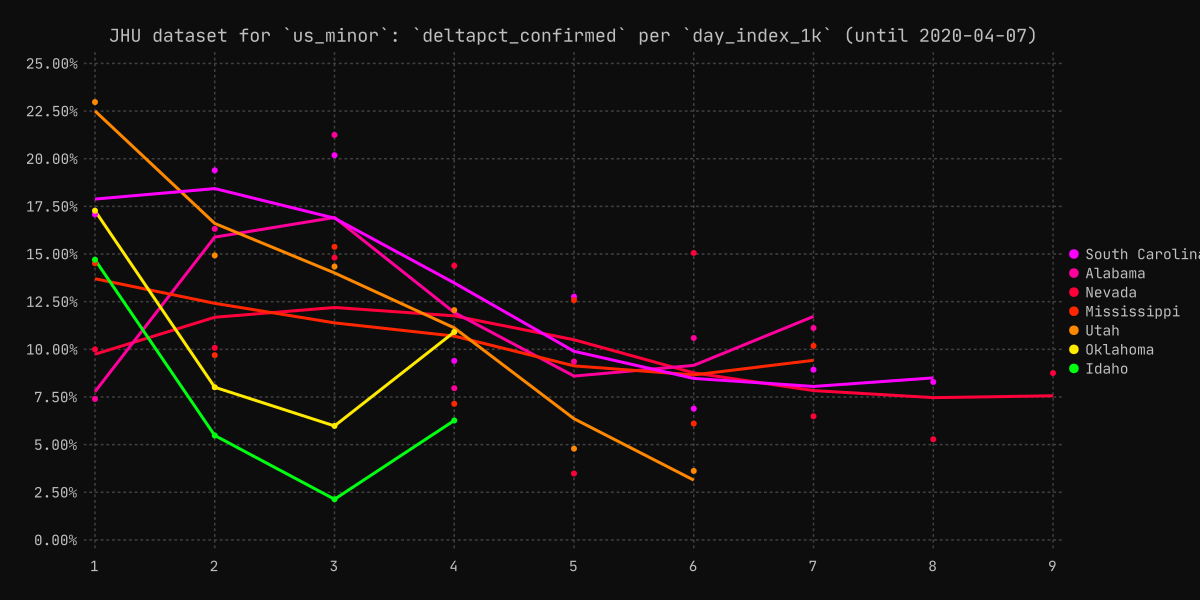 JHU dataset for `us_minor`: `deltapct_confirmed` per `day_index_1k` (until 2020-04-07)
25.00%
22.50%
20.00%
17.50%
15.00%
12.50%
10.00%
7.50%
5.00%
2.50%
0.00%
1 2 3 4 5 6 7 8 9
South Carolina
Alabama
Nevada
Mississippi
Utah
Oklahoma
Idaho